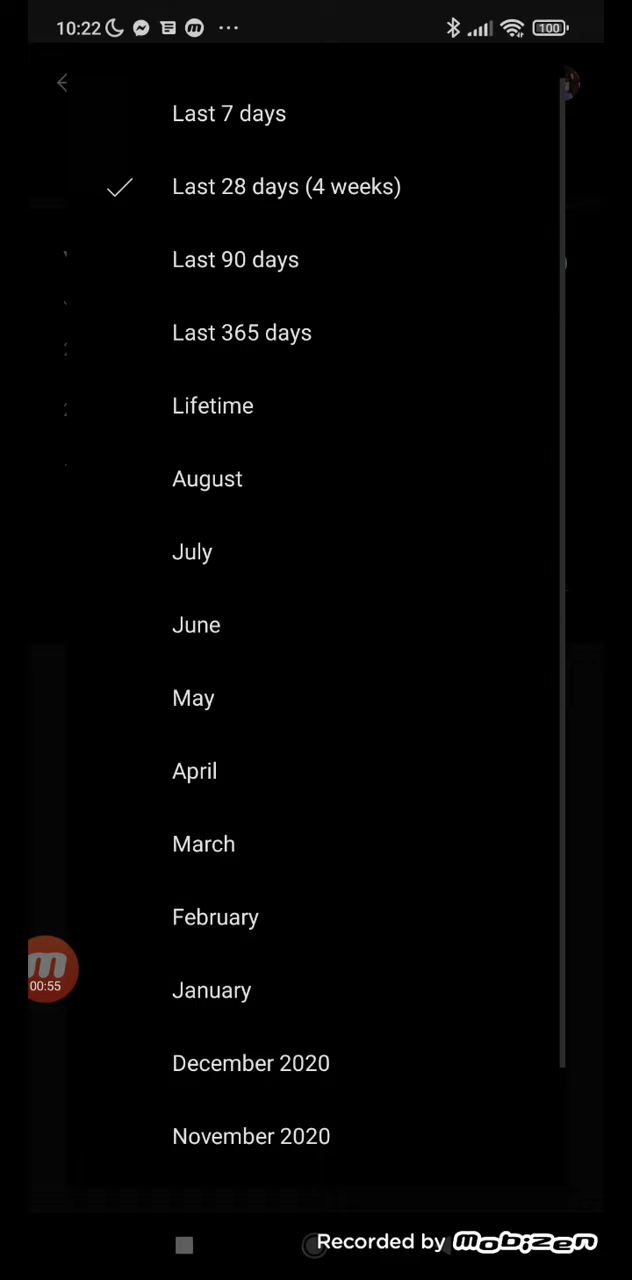 10:22
100
Last 7 days
Last 28 days (4 weeks)
Last 90 days
Last 365 days
Lifetime
August
July
June
May
April
March
February
January
December 2020
November 2020
00:55
Recorded by mobizen